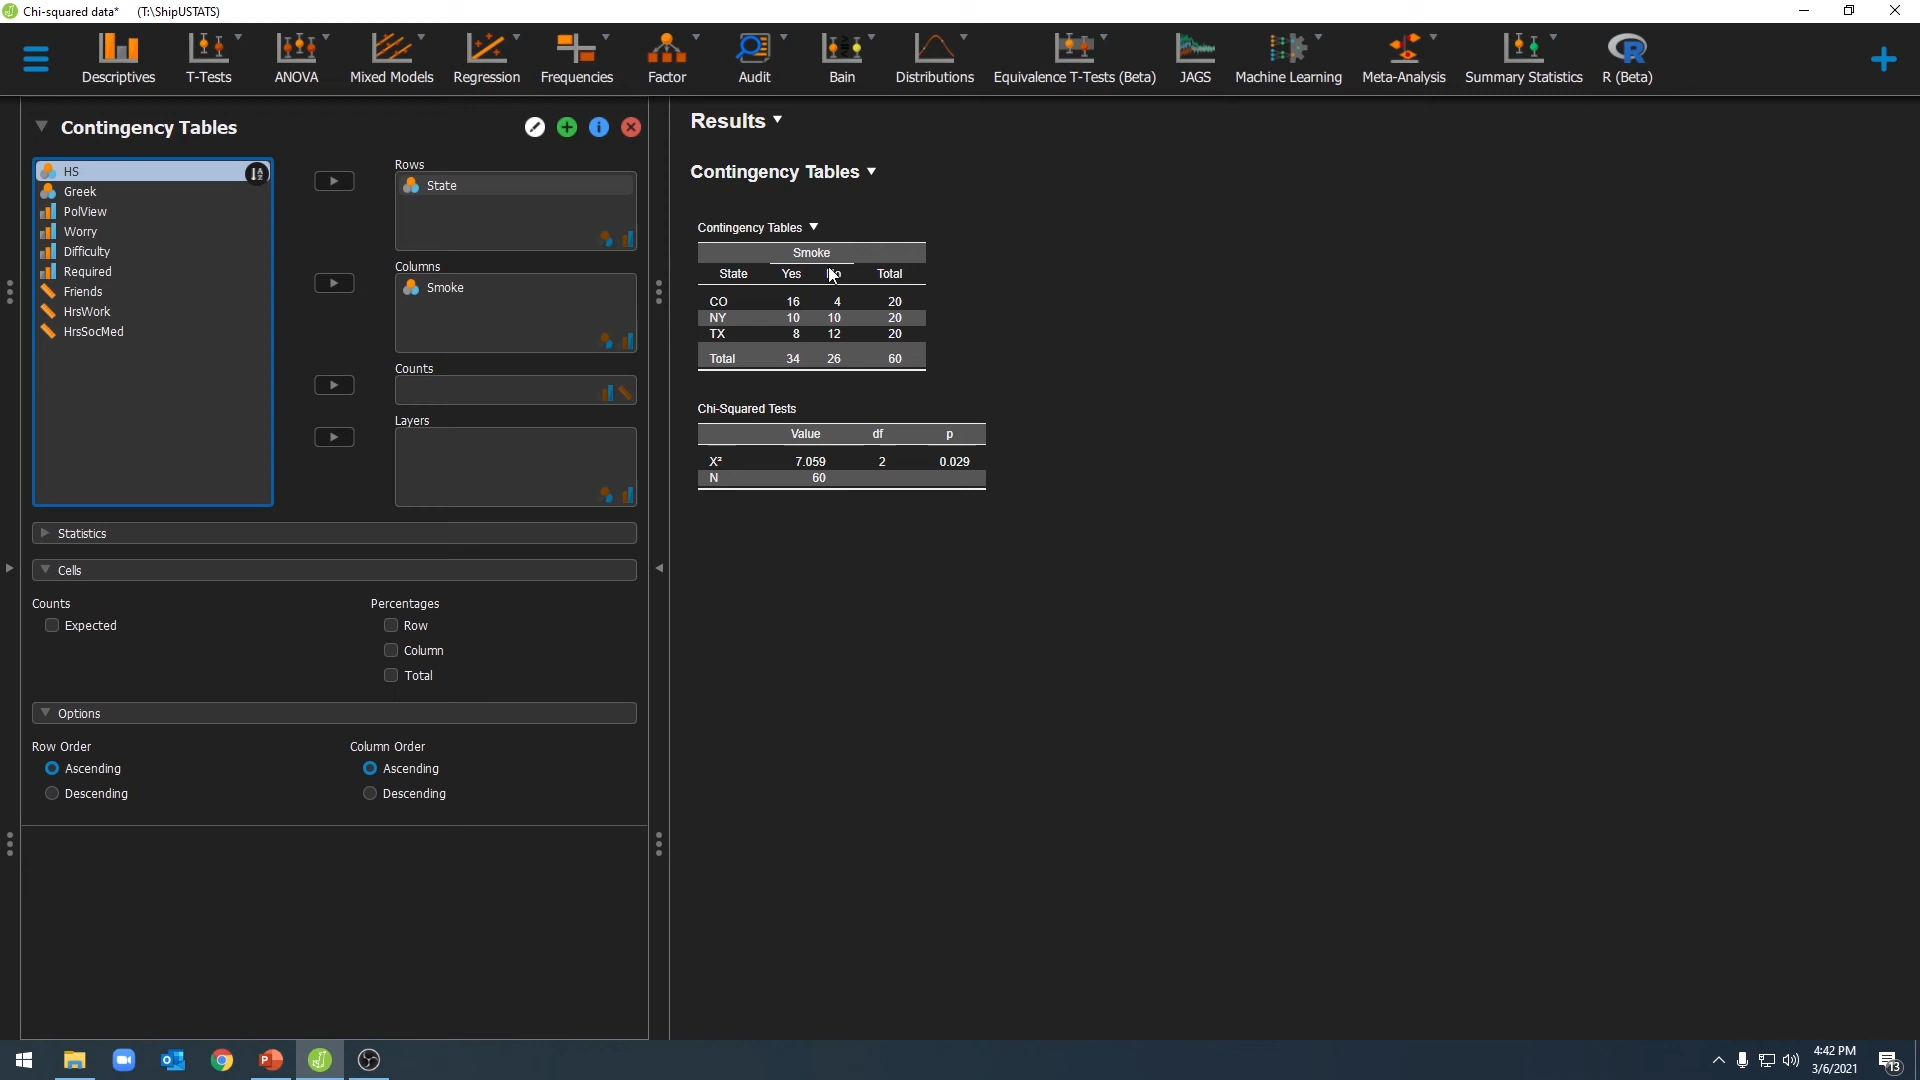 Chi-squared data* (T:\ShipUSTATS)
Descriptives T-Tests ANOVA Mixed Models Regression Frequencies Factor Audit Bain Distributions Equivalence T-Tests (Beta) JAGS Machine Learning Meta-Analysis Summary Statistics R (Beta)
Contingency Tables
HS
Greek
PolView
Worry
Difficulty
Required
Friends
HrsWork
HrsSocMed
Rows
State
Columns
Smoke
Counts
Layers
Statistics
Cells
Counts
Expected
Percentages
Row
Column
Total
Options
Row Order
Ascending
Descending
Column Order
Ascending
Descending
Results
Contingency Tables
Contingency Tables
Smoke
State Yes Total
CO 16 4 20
NY 10 10 20
TX 8 12 20
Total 34 26 60
Chi-Squared Tests
Value df p
X² 7.059 2 0.029
N 60
4:42 PM
3/6/2021
13